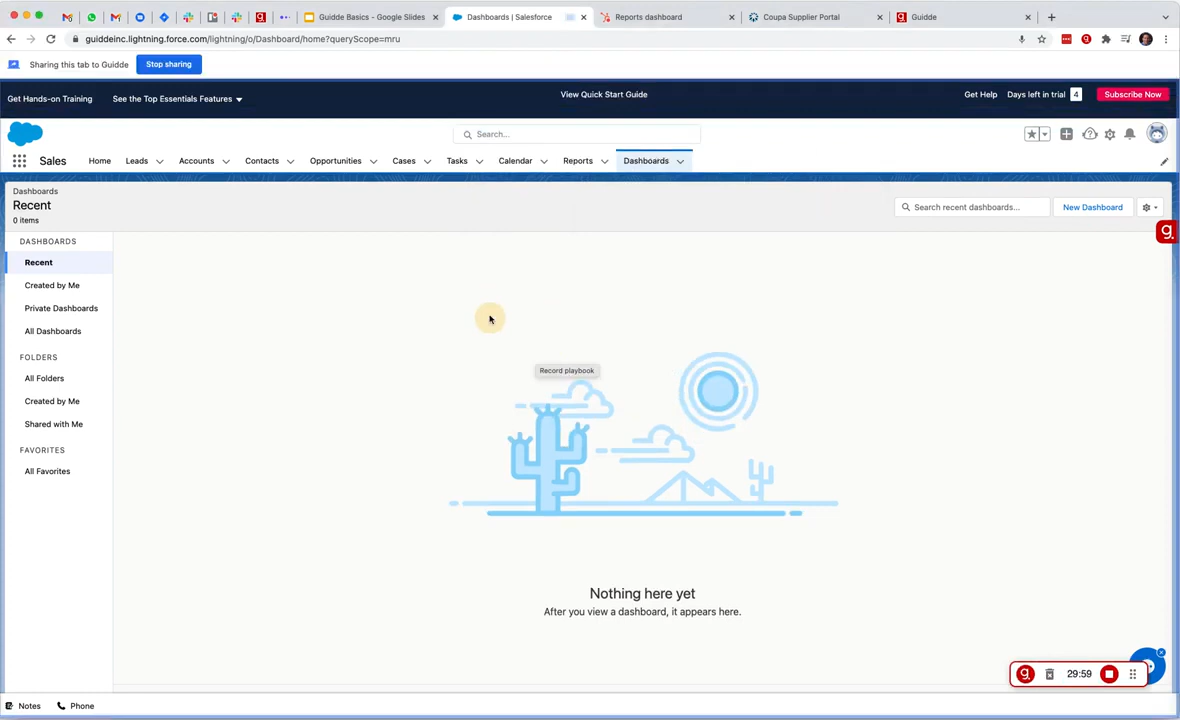 Guidde Basics - Google Slides
Dashboards | Salesforce
Reports dashboard
Coupa Supplier Portal
Guidde
guiddeinc.lightning.force.com/lightning/o/Dashboard/home?queryScope=mru
Sharing this tab to Guidde
Stop sharing
Get Hands-on Training
See the Top Essentials Features
View Quick Start Guide
Get Help
Days left in trial 4
Subscribe Now
Search...
Sales
Home
Leads
Accounts
Contacts
Opportunities
Cases
Tasks
Calendar
Reports
Dashboards
Dashboards
Recent
0 items
Search recent dashboards...
New Dashboard
g.
DASHBOARDS
Recent
Created by Me
Private Dashboards
All Dashboards
FOLDERS
All Folders
Created by Me
Shared with Me
FAVORITES
All Favorites
Record playbook
Nothing here yet
After you view a dashboard, it appears here.
g.
29:59
Notes
Phone